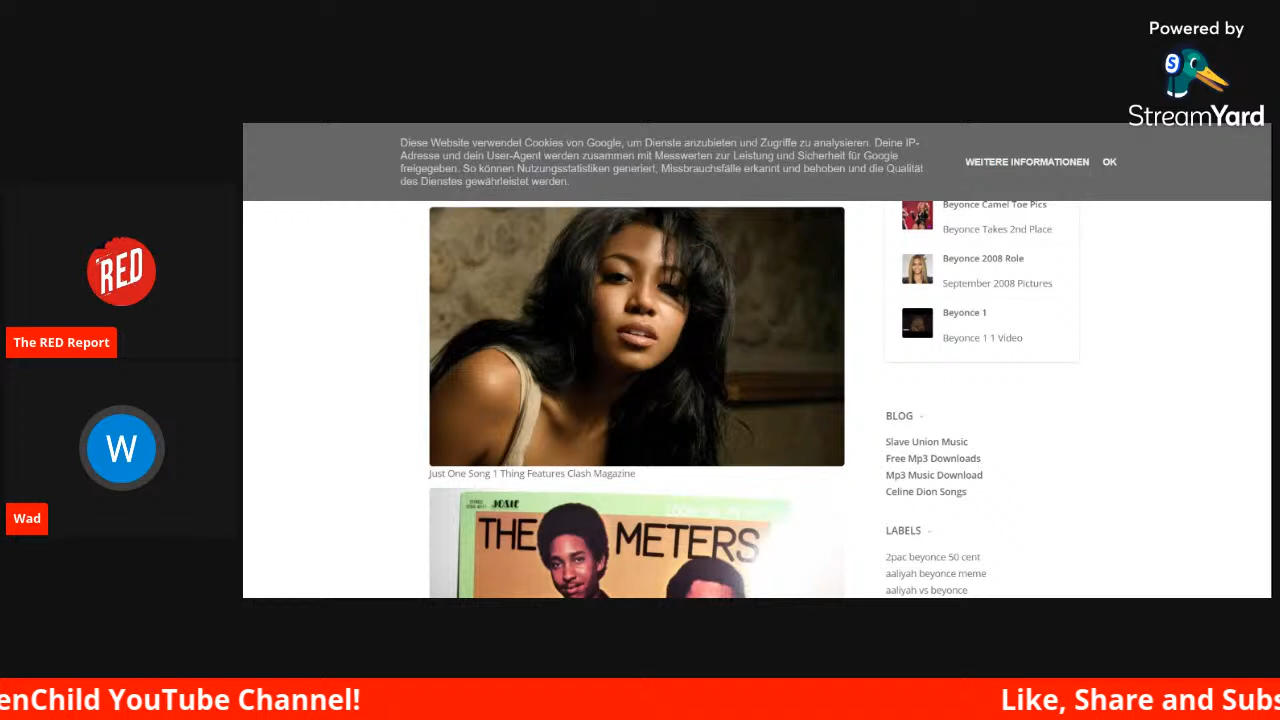 Powered by
StreamYard
Diese Website verwendet Cookies von Google, um Dienste anzubieten und Zugriffe zu analysieren. Deine IP-
Adresse und dein User-Agent werden zusammen mit Messwerten zur Leistung und Sicherheit für Google
freigegeben. So können Nutzungsstatistiken generiert, Missbrauchsfälle erkannt und behoben und die Qualität
des Dienstes gewährleistet werden.
WEITERE INFORMATIONEN OK
Beyonce Camel Toe Pics
Beyonce Takes 2nd Place
Beyonce 2008 Role
September 2008 Pictures
Beyonce 1
Beyonce 1 1 Video
RED
The RED Report
W
Wad
Just One Song 1 Thing Features Clash Magazine
JOSIE
THE METERS
BLOG
Slave Union Music
Free Mp3 Downloads
Mp3 Music Download
Celine Dion Songs
LABELS
2pac beyonce 50 cent
aaliyah beyonce meme
aaliyah vs beyonce
enChild YouTube Channel!
Like, Share and Subs